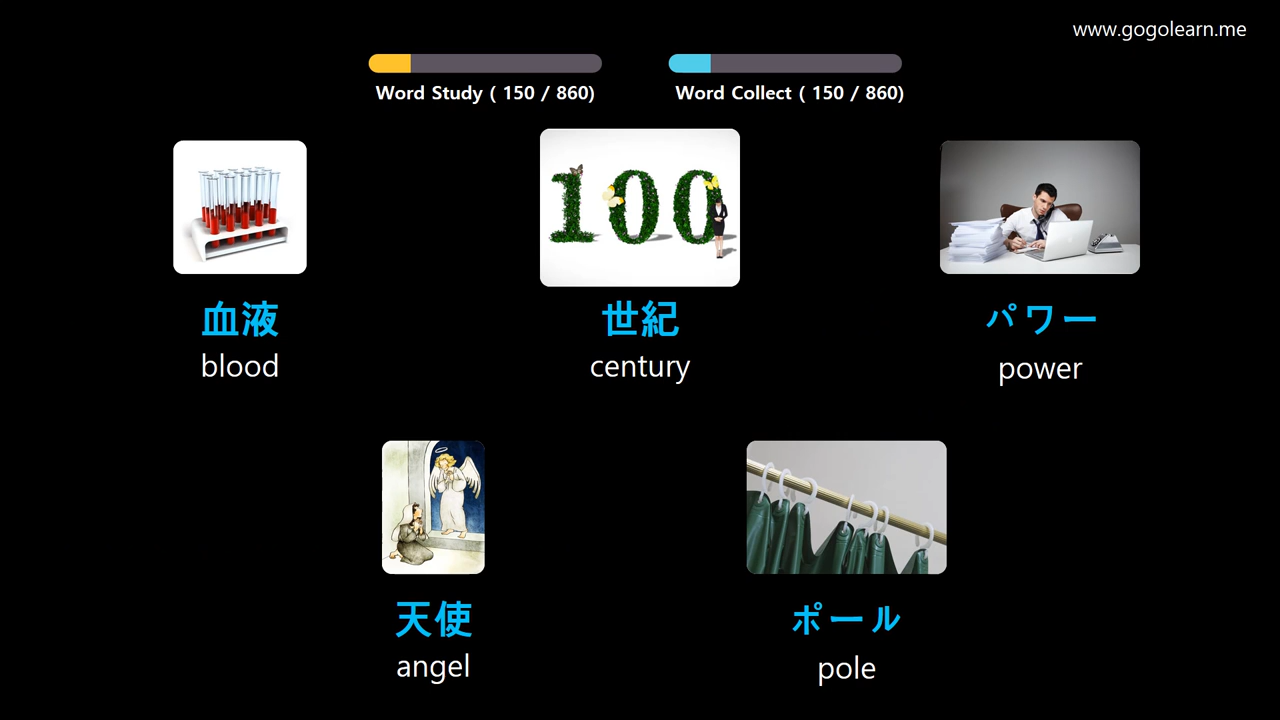 www.gogolearn.me
Word Study ( 150 / 860)
Word Collect ( 150 / 860)
100
血液
blood
世紀
century
パワー
power
天使
angel
ポール
pole